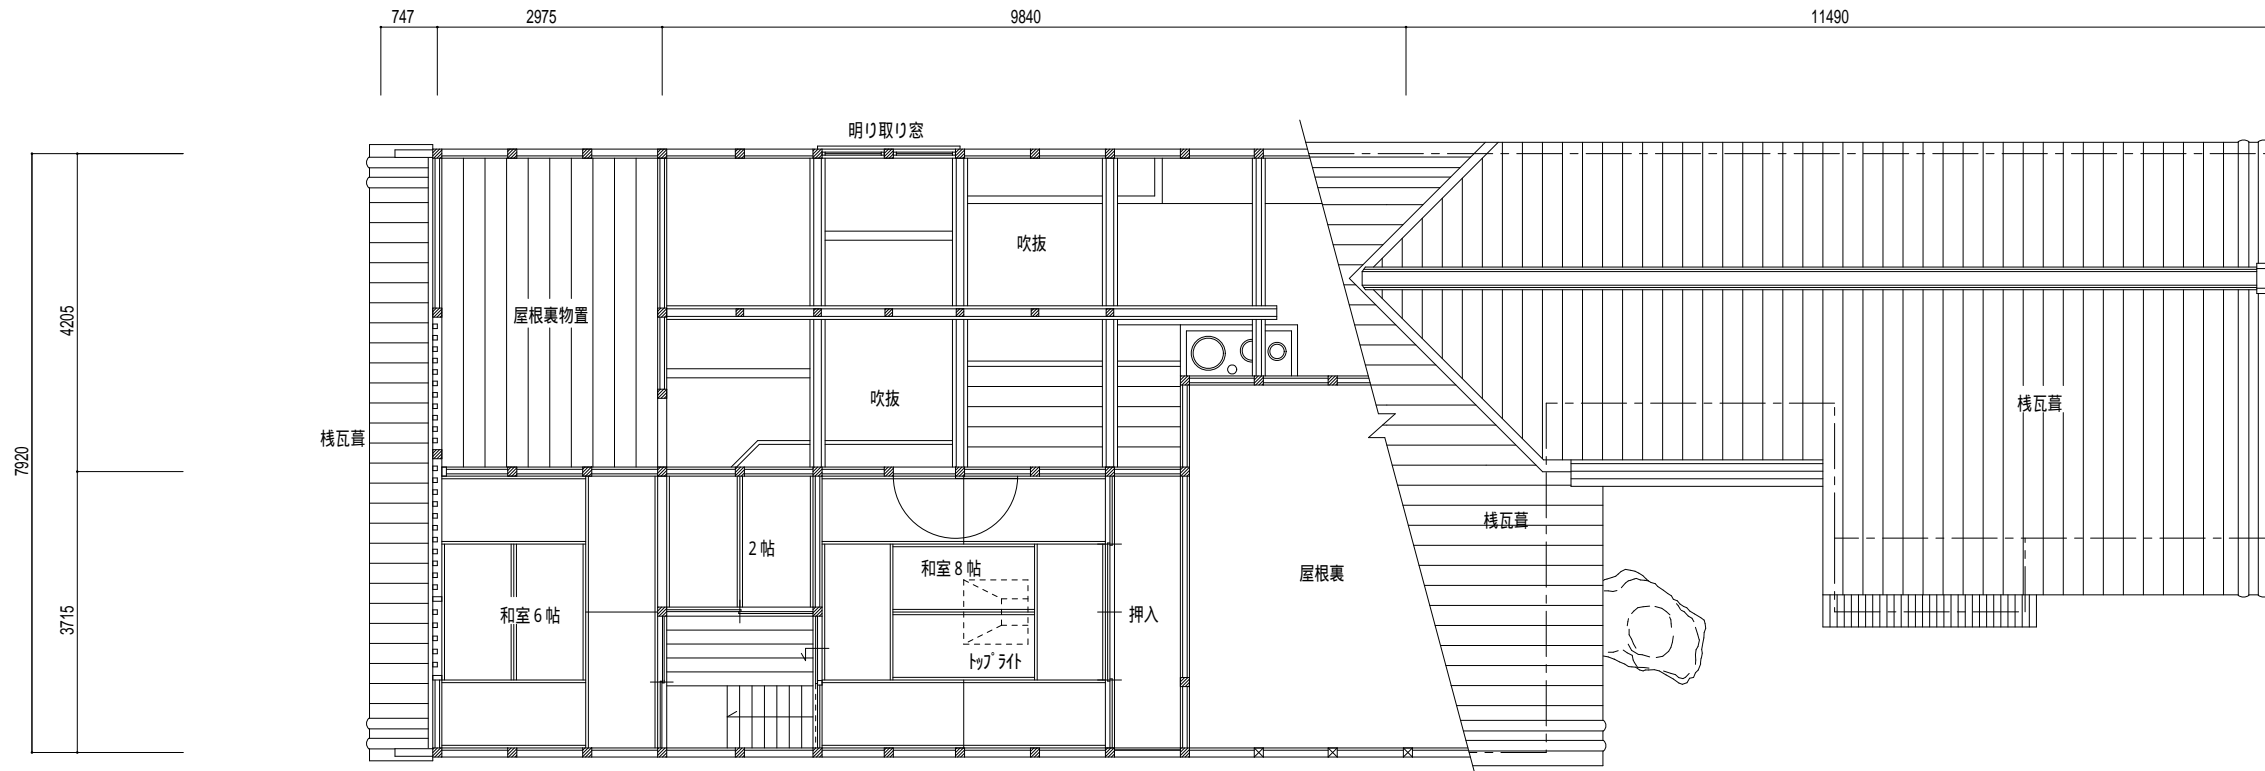 747
2975
9840
11490
明り取り窓
吹抜
4205
屋根裏物置
吹抜
桟瓦葺
桟瓦葺
7920
桟瓦葺
2帖
和室8帖
屋根裏
3715
和室6帖
押入
トップライト